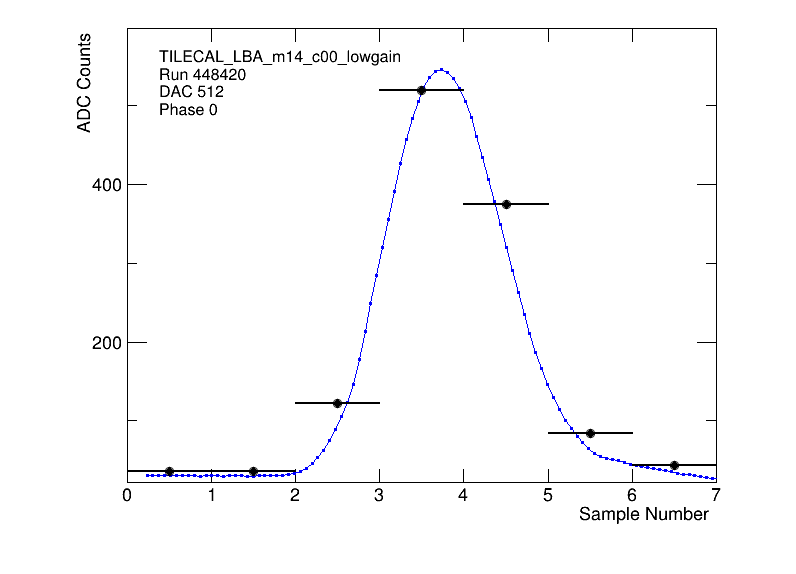 ADC Counts
TILECAL_LBA_m14_c00_lowgain
Run 448420
DAC 512
Phase 0
400
200
0 1 2 3 4 5 6 7
Sample Number